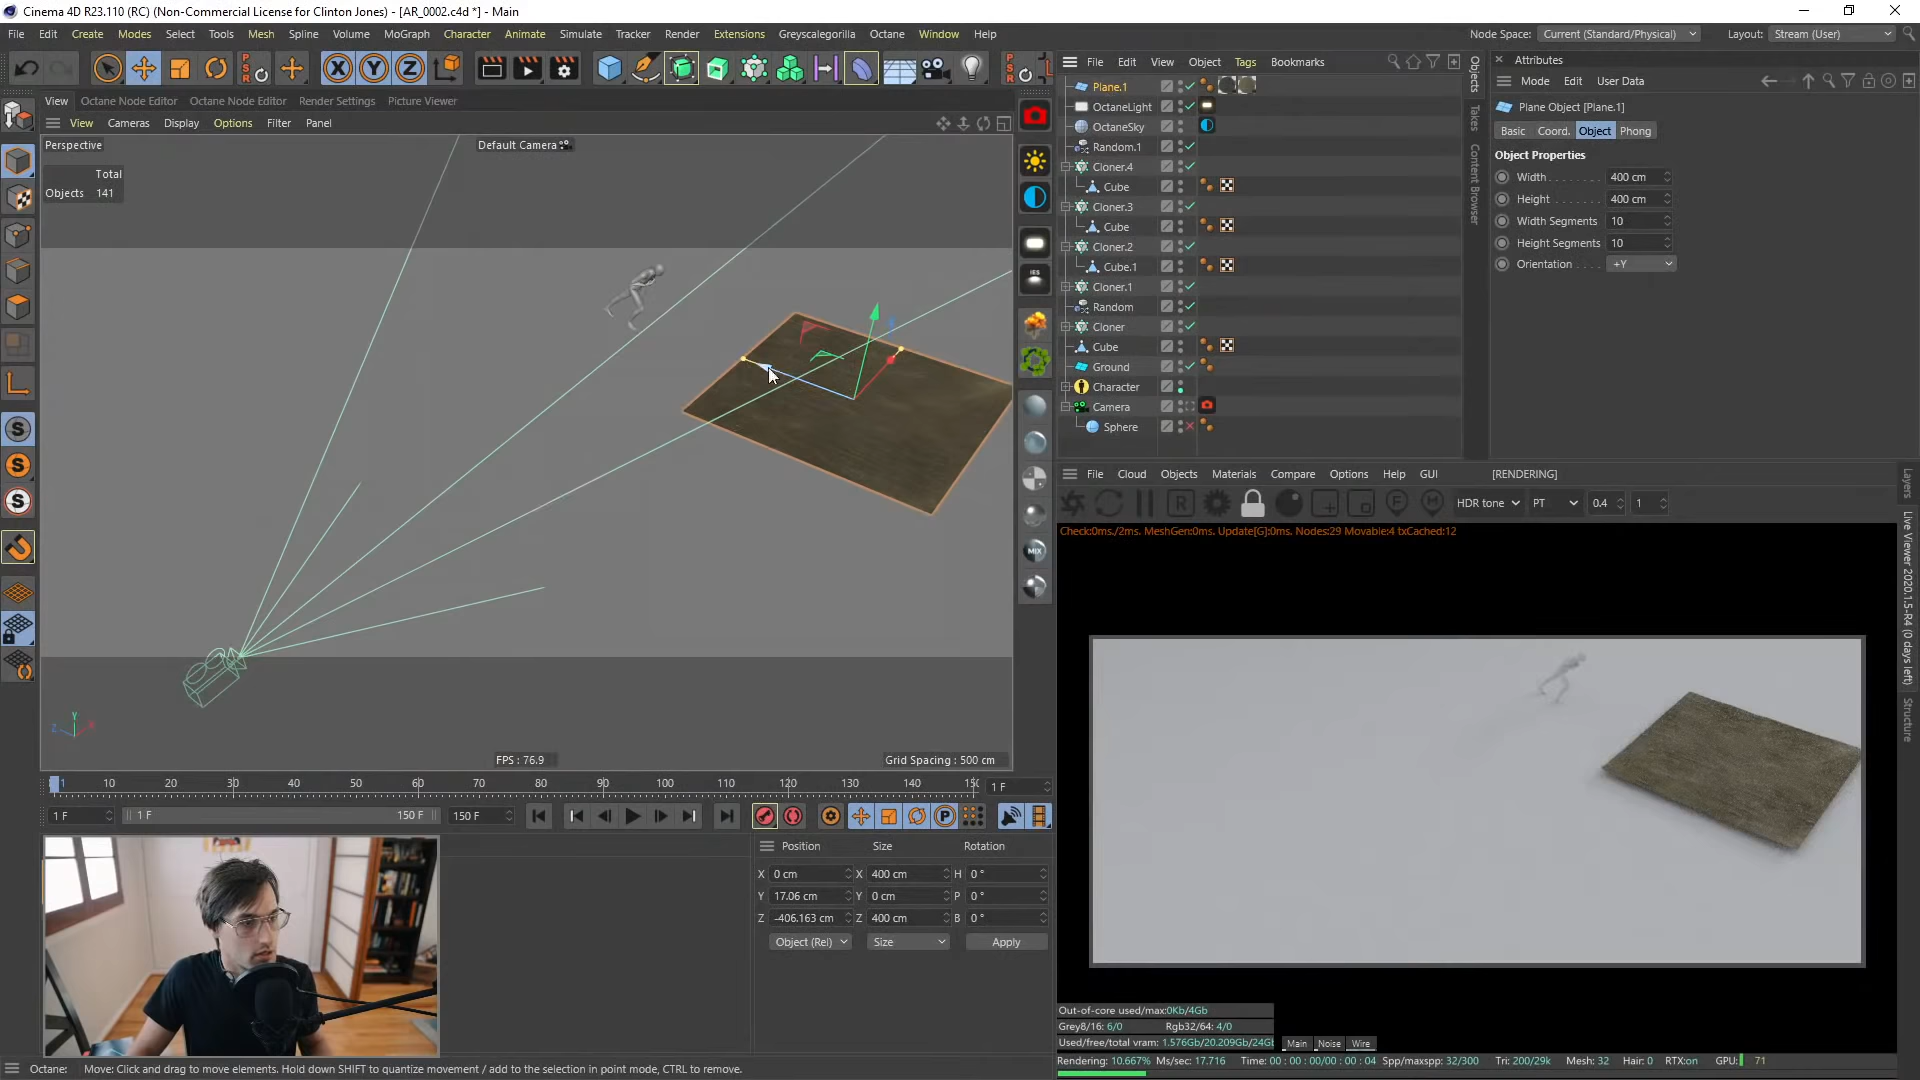 Cinema 4D R23.110 (RC) (Non-Commercial License for Clinton Jones) - [AR_0002.c4d *] - Main
File Edit Create Modes Select Tools Mesh Spline Volume MoGraph Character Animate Simulate Tracker Render Extensions Greyscalegorilla Octane Window Help
Node Space: Current (Standard/Physical) Layout: Stream (User)
View Octane Node Editor Octane Node Editor Render Settings Picture Viewer
View Cameras Display Options Filter Panel
Perspective
Default Camera
Total
Objects 141
FPS : 76.9
Grid Spacing : 500 cm
File Edit View Object Tags Bookmarks
Plane.1
OctaneLight
OctaneSky
Random.1
Cloner.4
Cube
Cloner.3
Cube
Cloner.2
Cube.1
Cloner.1
Random
Cloner
Cube
Ground
Character
Camera
Sphere
Objects
Takes
Content Browser
Attributes
Mode Edit User Data
Plane Object [Plane.1]
Basic Coord. Object Phong
Object Properties
Width 400 cm
Height 400 cm
Width Segments 10
Height Segments 10
Orientation +Y
File Cloud Objects Materials Compare Options Help GUI [RENDERING]
HDR tone PT 0.4 1
Check:0ms./2ms. MeshGen:0ms. Update[G]:0ms. Nodes:29 Movable:4 txCached:12
Layers
Live Viewer 2020.1.5-R4 (0 days left)
Structure
IES
MIX
1 10 20 30 40 50 60 70 80 90 100 110 120 130 140 1 F
1 F 1 F 150 F 150 F
Position Size Rotation
X 0 cm X 400 cm H 0 °
Y 17.06 cm Y 0 cm P 0 °
Z -406.163 cm Z 400 cm B 0 °
Object (Rel) Size Apply
Out-of-core used/max:0Kb/4Gb
Grey8/16: 6/0 Rgb32/64: 4/0
Used/free/total vram: 1.576Gb/20.209Gb/24Gb
Main Noise Wire
Rendering: 10.667% Ms/sec: 17.716 Time: 00 : 00 : 00/00 : 00 : 04 Spp/maxspp: 32/300 Tri: 200/29k Mesh: 32 Hair: 0 RTX:on GPU: 71
Octane: Move: Click and drag to move elements. Hold down SHIFT to quantize movement / add to the selection in point mode, CTRL to remove.